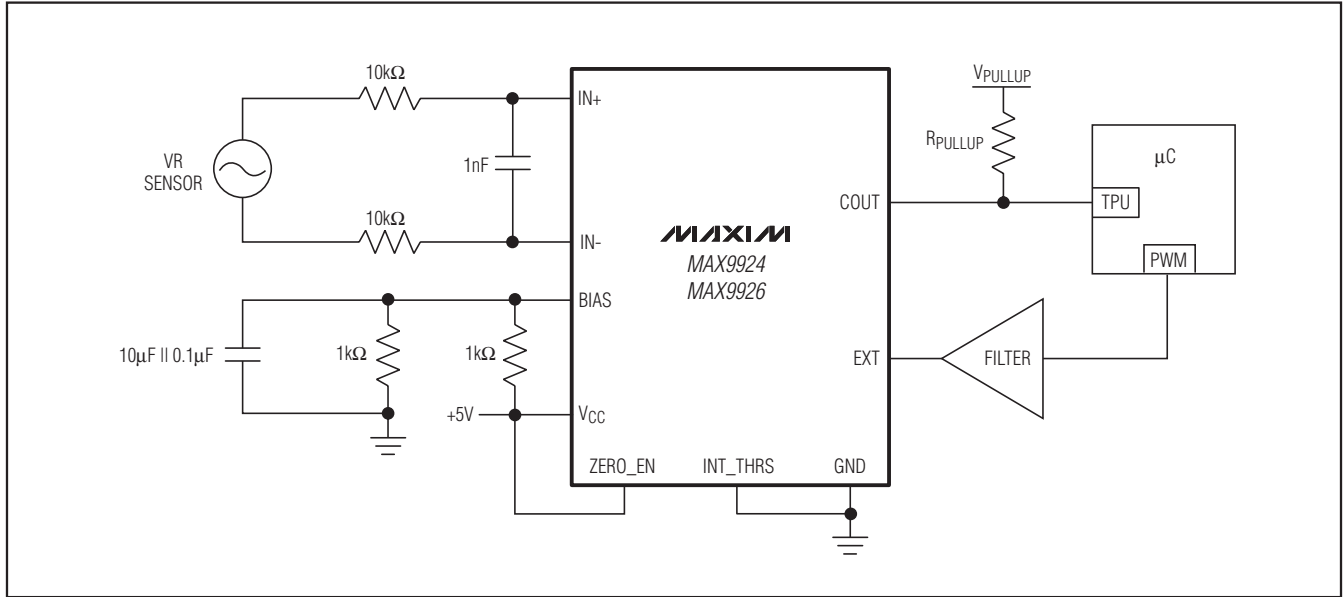 10kΩ
VR
SENSOR
1nF
10kΩ
IN+
IN-
BIAS
10µF II 0.1µF
1kΩ
1kΩ
+5V
VCC
ZERO_EN
INT_THRS
GND
MAXIM
MAX9924
MAX9926
COUT
EXT
VPULLUP
RPULLUP
µC
TPU
PWM
FILTER